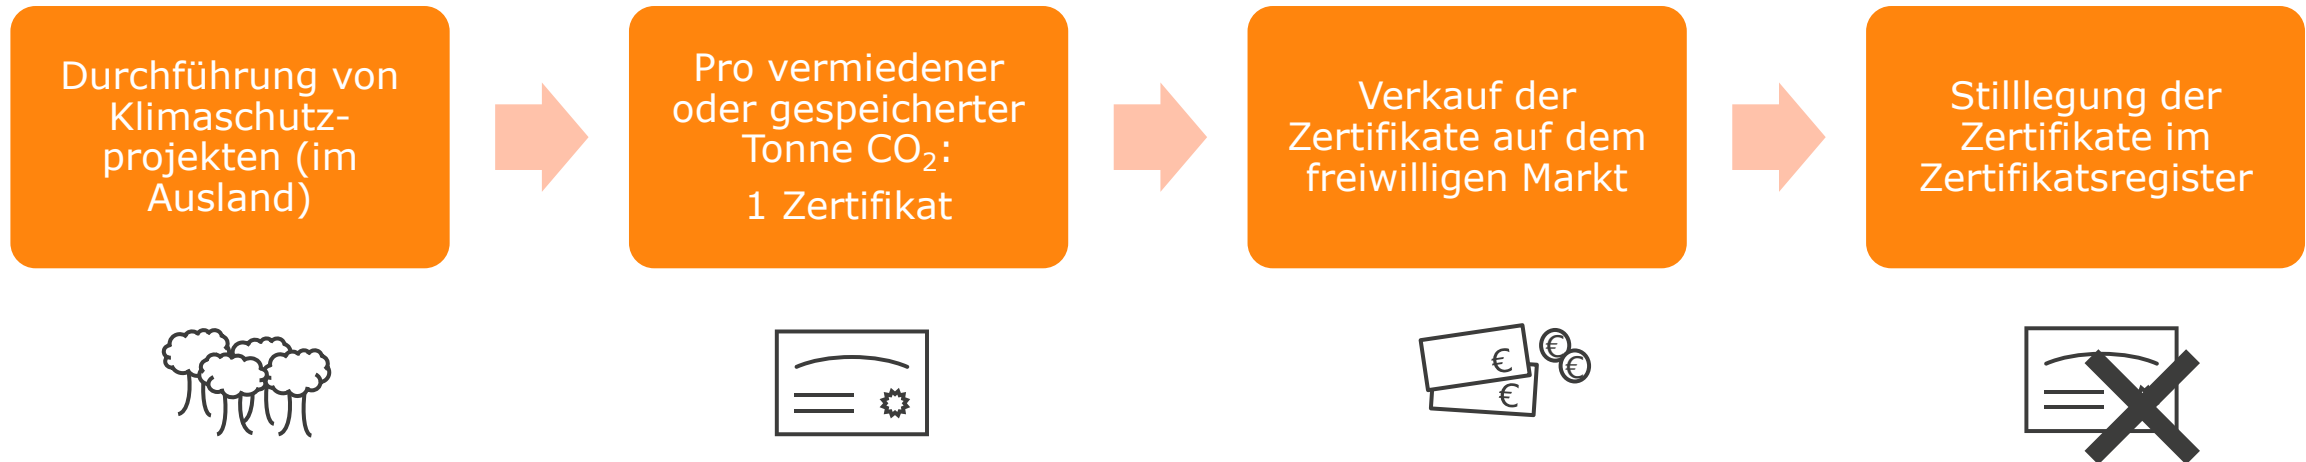 Durchführung von
Klimaschutz-
projekten (im
Ausland)
Pro vermiedener
oder gespeicherter
Tonne CO₂:
1 Zertifikat
Verkauf der
Zertifikate auf dem
freiwilligen Markt
Stilllegung der
Zertifikate im
Zertifikatsregister
€
€
€
€